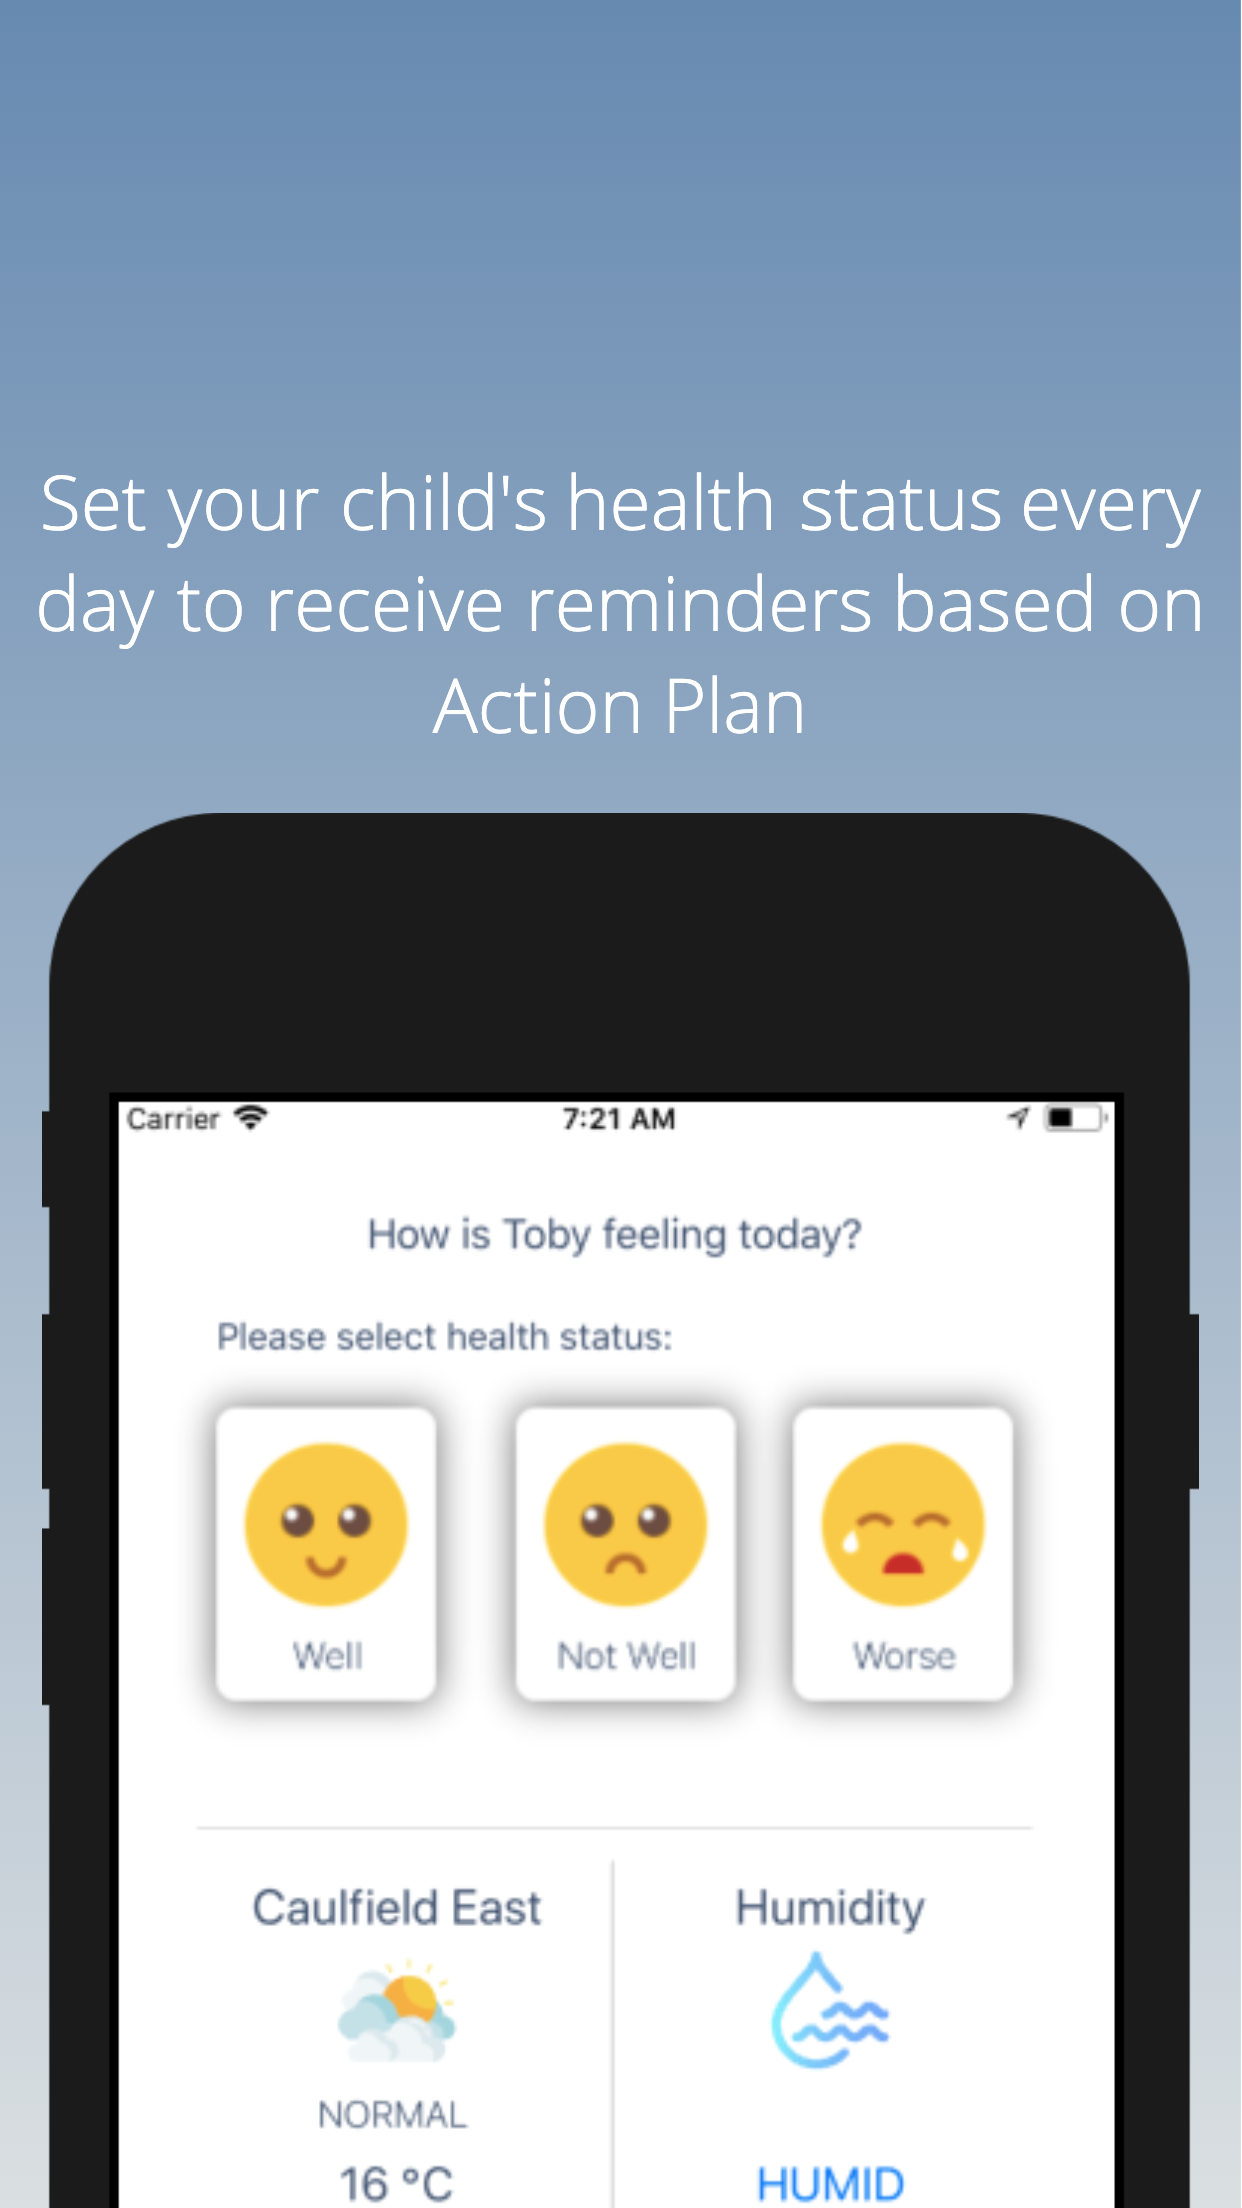 Set your child's health status every
day to receive reminders based on
Action Plan
Carrier 7:21 AM
How is Toby feeling today?
Please select health status:
Well Not Well Worse
Caulfield East Humidity
NORMAL
16 °C HUMID